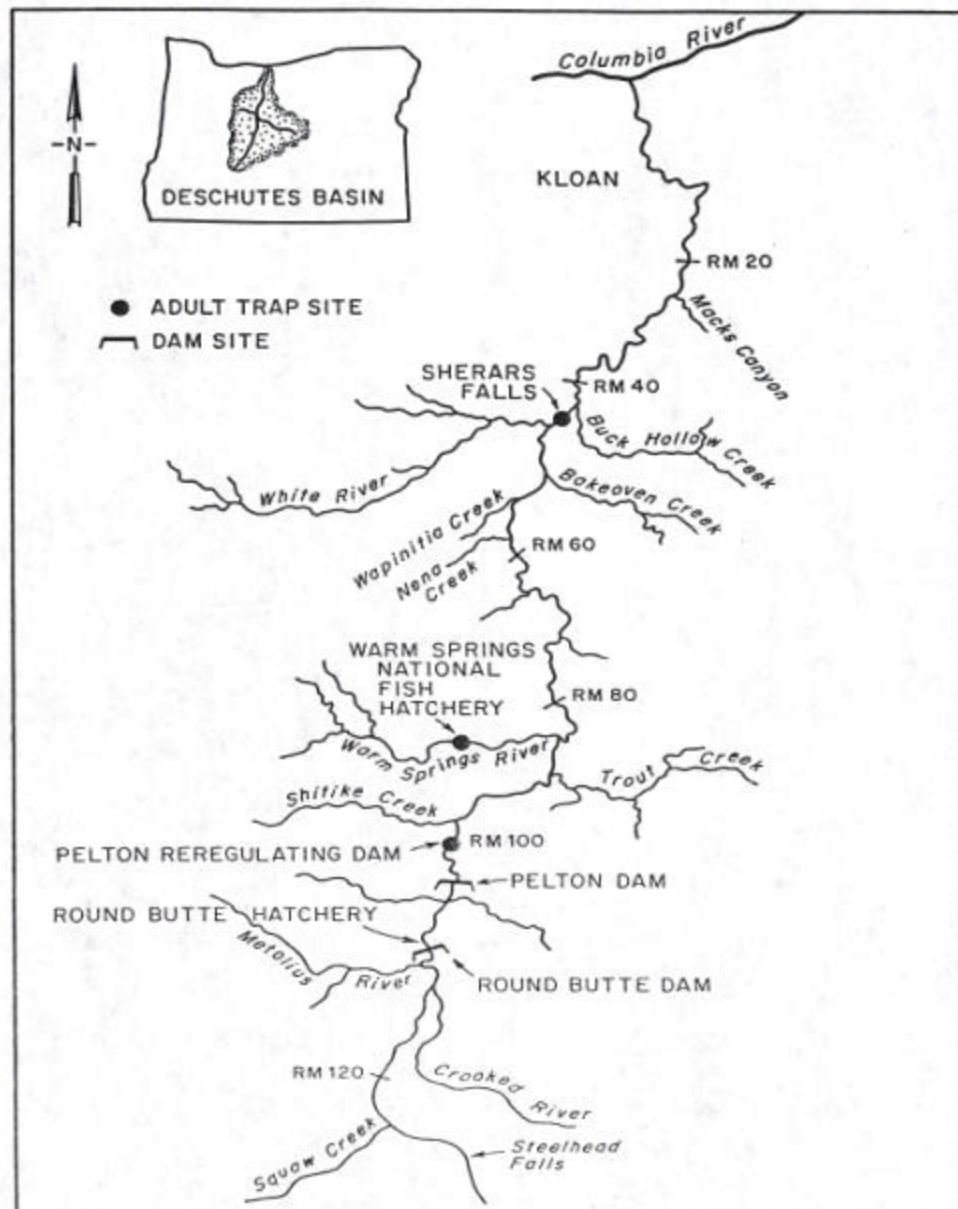 Columbia River
-N-
DESCHUTES BASIN
KLOAN
RM 20
ADULT TRAP SITE
DAM SITE
Macks Canyon
SHERARS
FALLS
RM 40
Buck Hollow Creek
White River
Bakeoven Creek
Wapinitia Creek
Nena
Creek
RM 60
WARM SPRINGS
NATIONAL
FISH
HATCHERY
RM 80
Warm Springs River
Trout Creek
Shitike Creek
PELTON REREGULATING DAM
RM 100
PELTON DAM
ROUND BUTTE HATCHERY
Metolius River
ROUND BUTTE DAM
RM 120
Crooked River
Squaw Creek
Steelhead
Falls